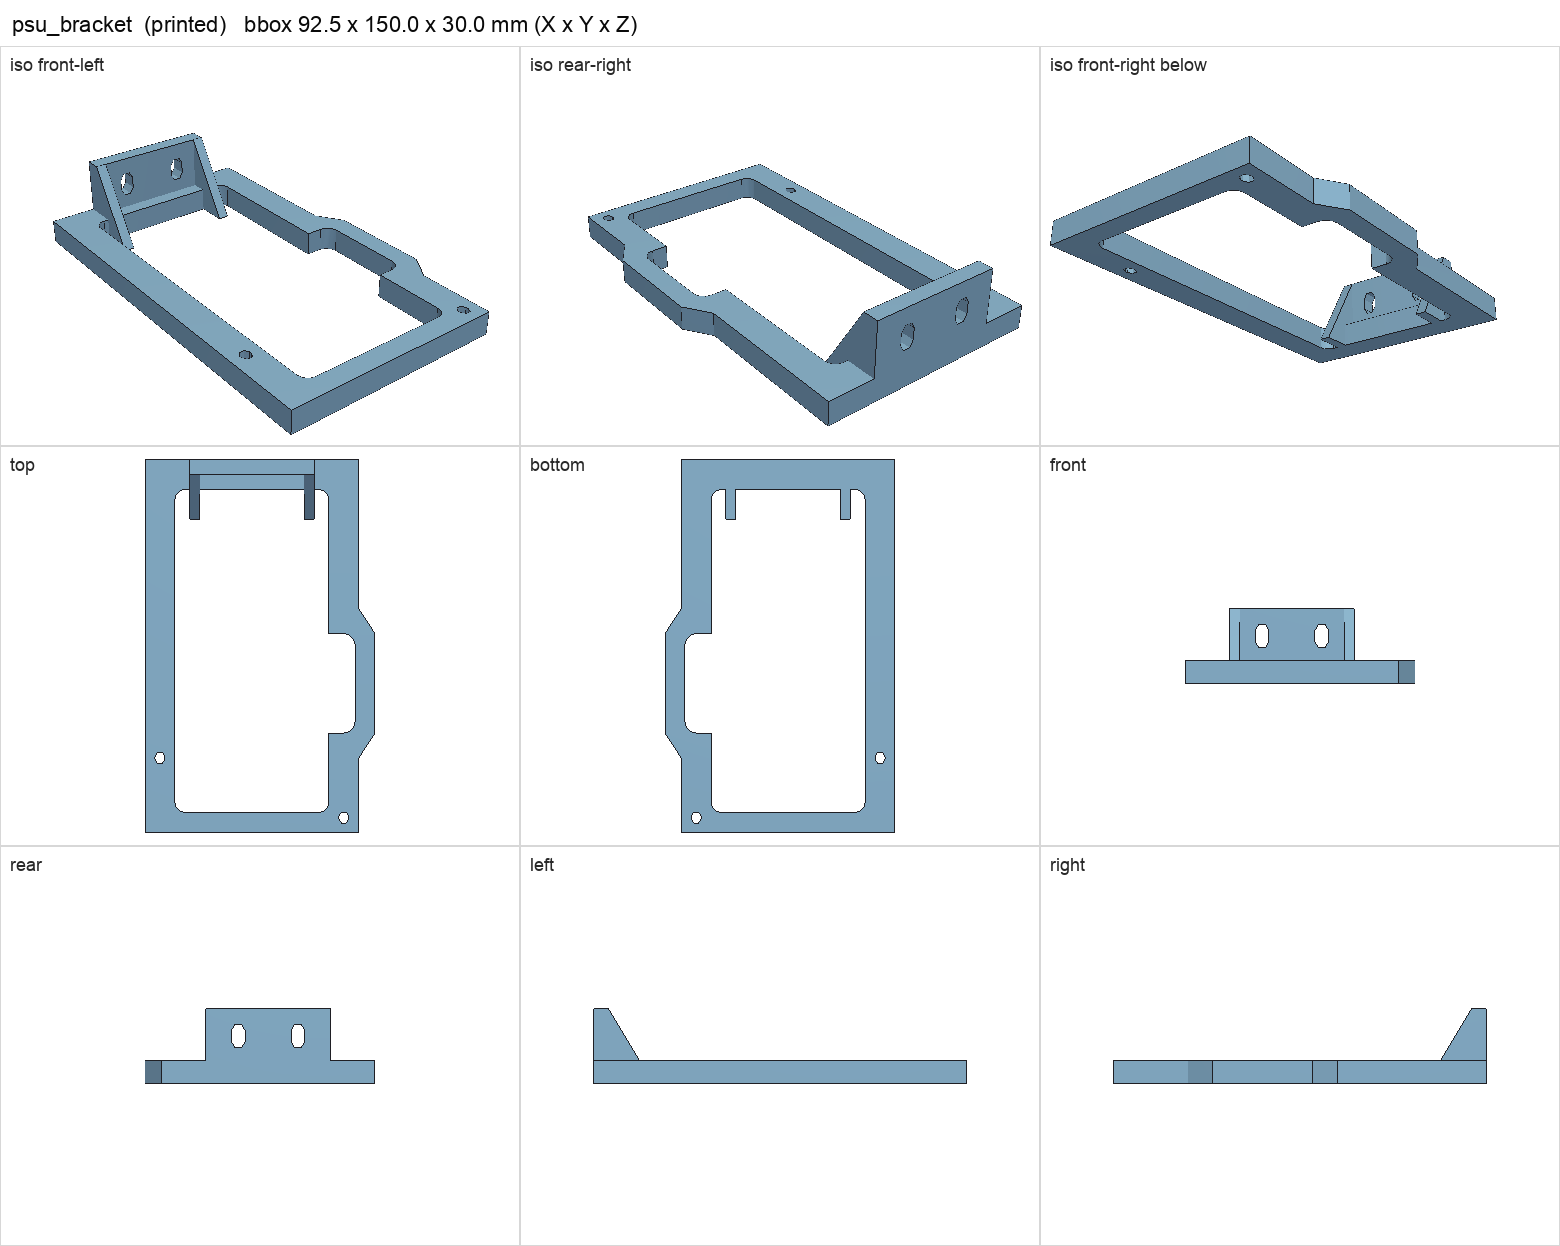 psu_bracket (printed) bbox 92.5 x 150.0 x 30.0 mm (X x Y x Z)
iso front-left
iso rear-right
iso front-right below
top
bottom
front
rear
left
right